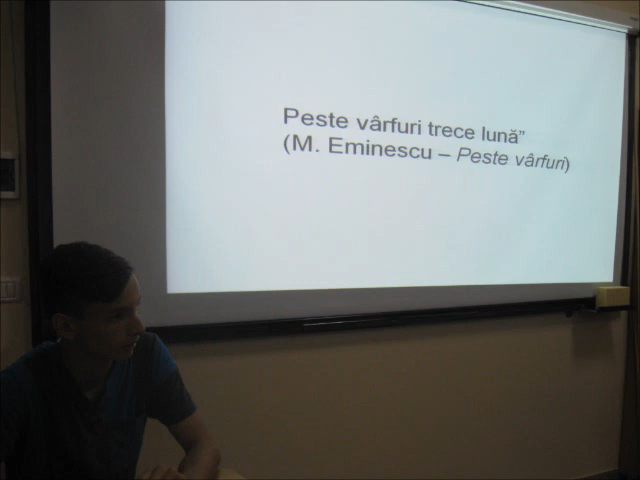 Peste vârfuri trece lună”
(M. Eminescu – Peste vârfuri)